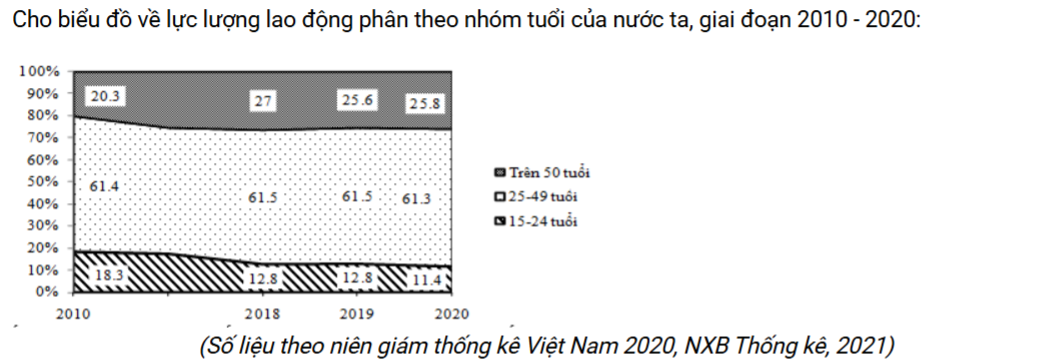 Cho biểu đồ về lực lượng lao động phân theo nhóm tuổi của nước ta, giai đoạn 2010 - 2020:
100%
90%
80%
70%
60%
50%
40%
30%
20%
10%
0%
20.3 27 25.6 25.8
61.4 61.5 61.5 61.3
18.3 12.8 12.8 11.4
2010 2018 2019 2020
Trên 50 tuổi
25-49 tuôi
15-24 tuổi
(Số liệu theo niên giám thống kê Việt Nam 2020, NXB Thống kê, 2021)